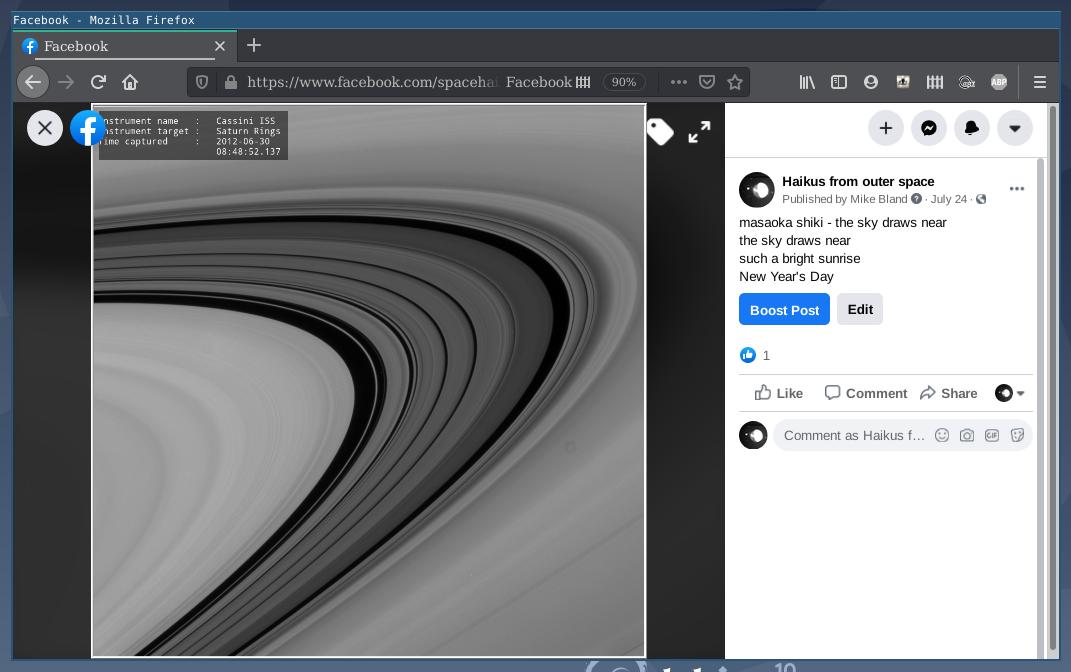 Facebook - Mozilla Firefox
Facebook
https://www.facebook.com/spaceha Facebook 90%
ABP
nstrument name : Cassini ISS
nstrument target : Saturn Rings
ime captured : 2012-06-30
08:48:52.137
Haikus from outer space
Published by Mike Bland · July 24 ·
masaoka shiki - the sky draws near
the sky draws near
such a bright sunrise
New Year's Day
Boost Post Edit
1
Like Comment Share
Comment as Haikus f... GIF